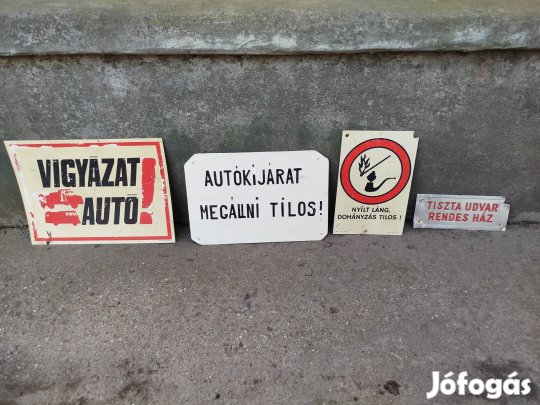 VIGYÁZAT
AUTÓ!
AUTÓKIJÁRAT
MEGÁLLNI TILOS!
NYÍLT LÁNG,
DOHÁNYZÁS TILOS!
TISZTA UDVAR
RENDES HÁZ
Jófogás